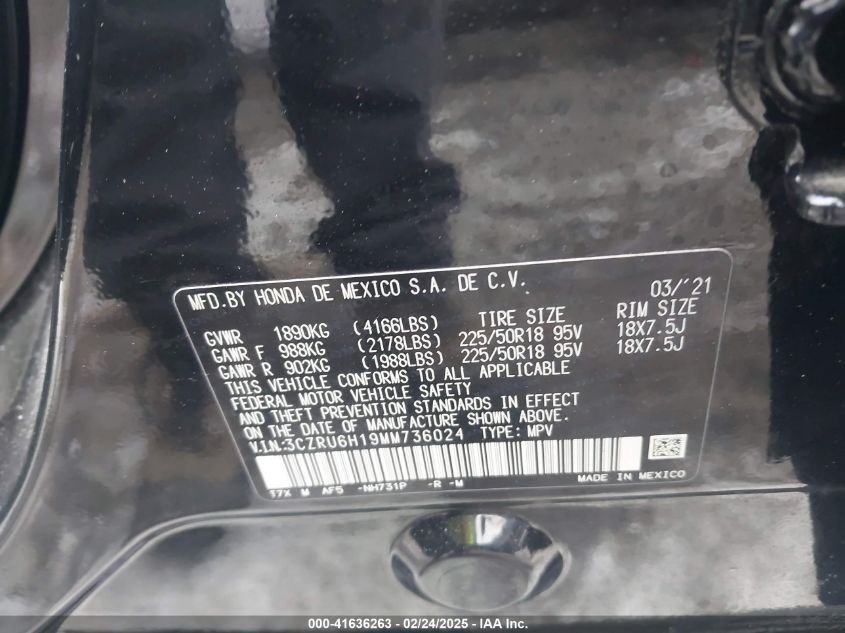 MFD.BY HONDA DE MEXICO S.A. DE C.V. 03/'21
TIRE SIZE RIM SIZE
GVWR 1890KG (4166LBS)
GAWR F 988KG (2178LBS) 225/50R18 95V 18X7.5J
GAWR R 902KG (1988LBS) 225/50R18 95V 18X7.5J
THIS VEHICLE CONFORMS TO ALL APPLICABLE
FEDERAL MOTOR VEHICLE SAFETY
AND THEFT PREVENTION STANDARDS IN EFFECT
ON THE DATE OF MANUFACTURE SHOWN ABOVE.
V.I.N.:3CZRU6H19MM736024 TYPE: MPV
37X M AF5 -NH731P -R -M MADE IN MEXICO
000-41636263 - 02/24/2025 - IAA Inc.